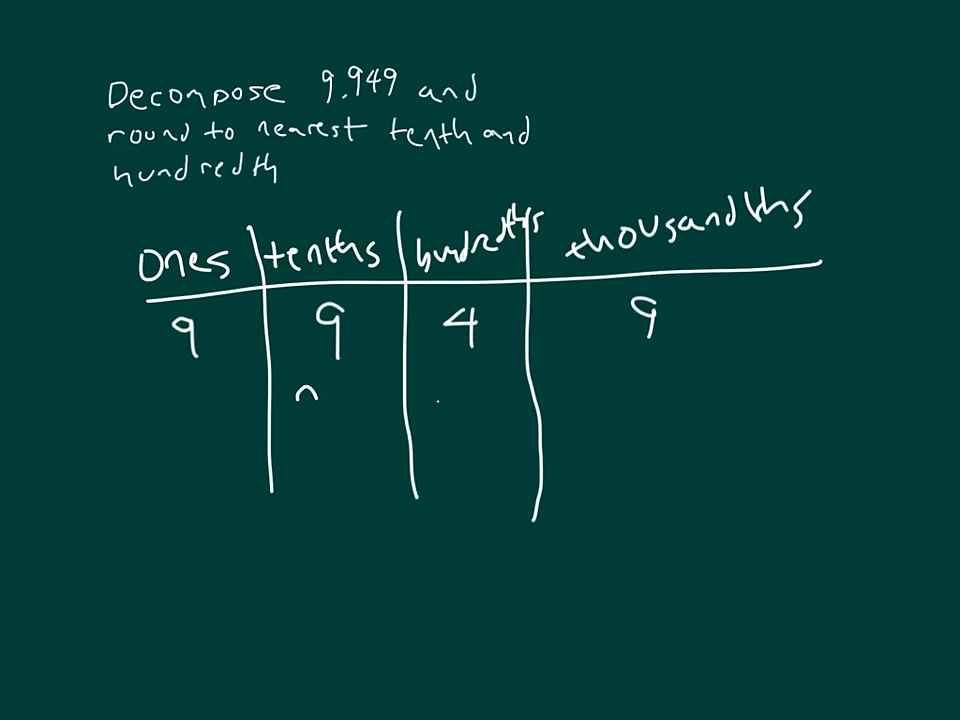 Decompose 9.949 and
round to nearest tenth and
hundredth
ones tenths hundredths thousandths
9 9 4 9